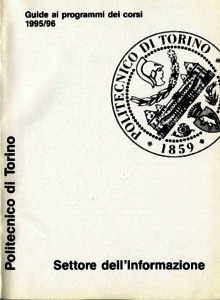 Guide ai programmi dei corsi
1995/96
POLITECNICO DI TORINO
1859
Politecnico di Torino
Settore dell'Informazione